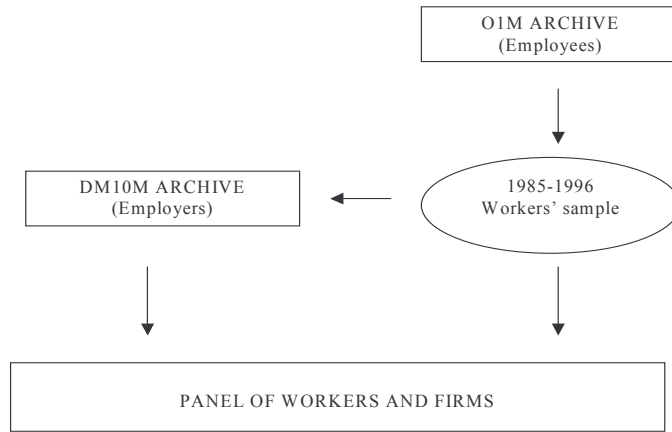 O1M ARCHIVE
(Employees)
1985-1996
Workers’ sample
DM10M ARCHIVE
(Employers)
PANEL OF WORKERS AND FIRMS